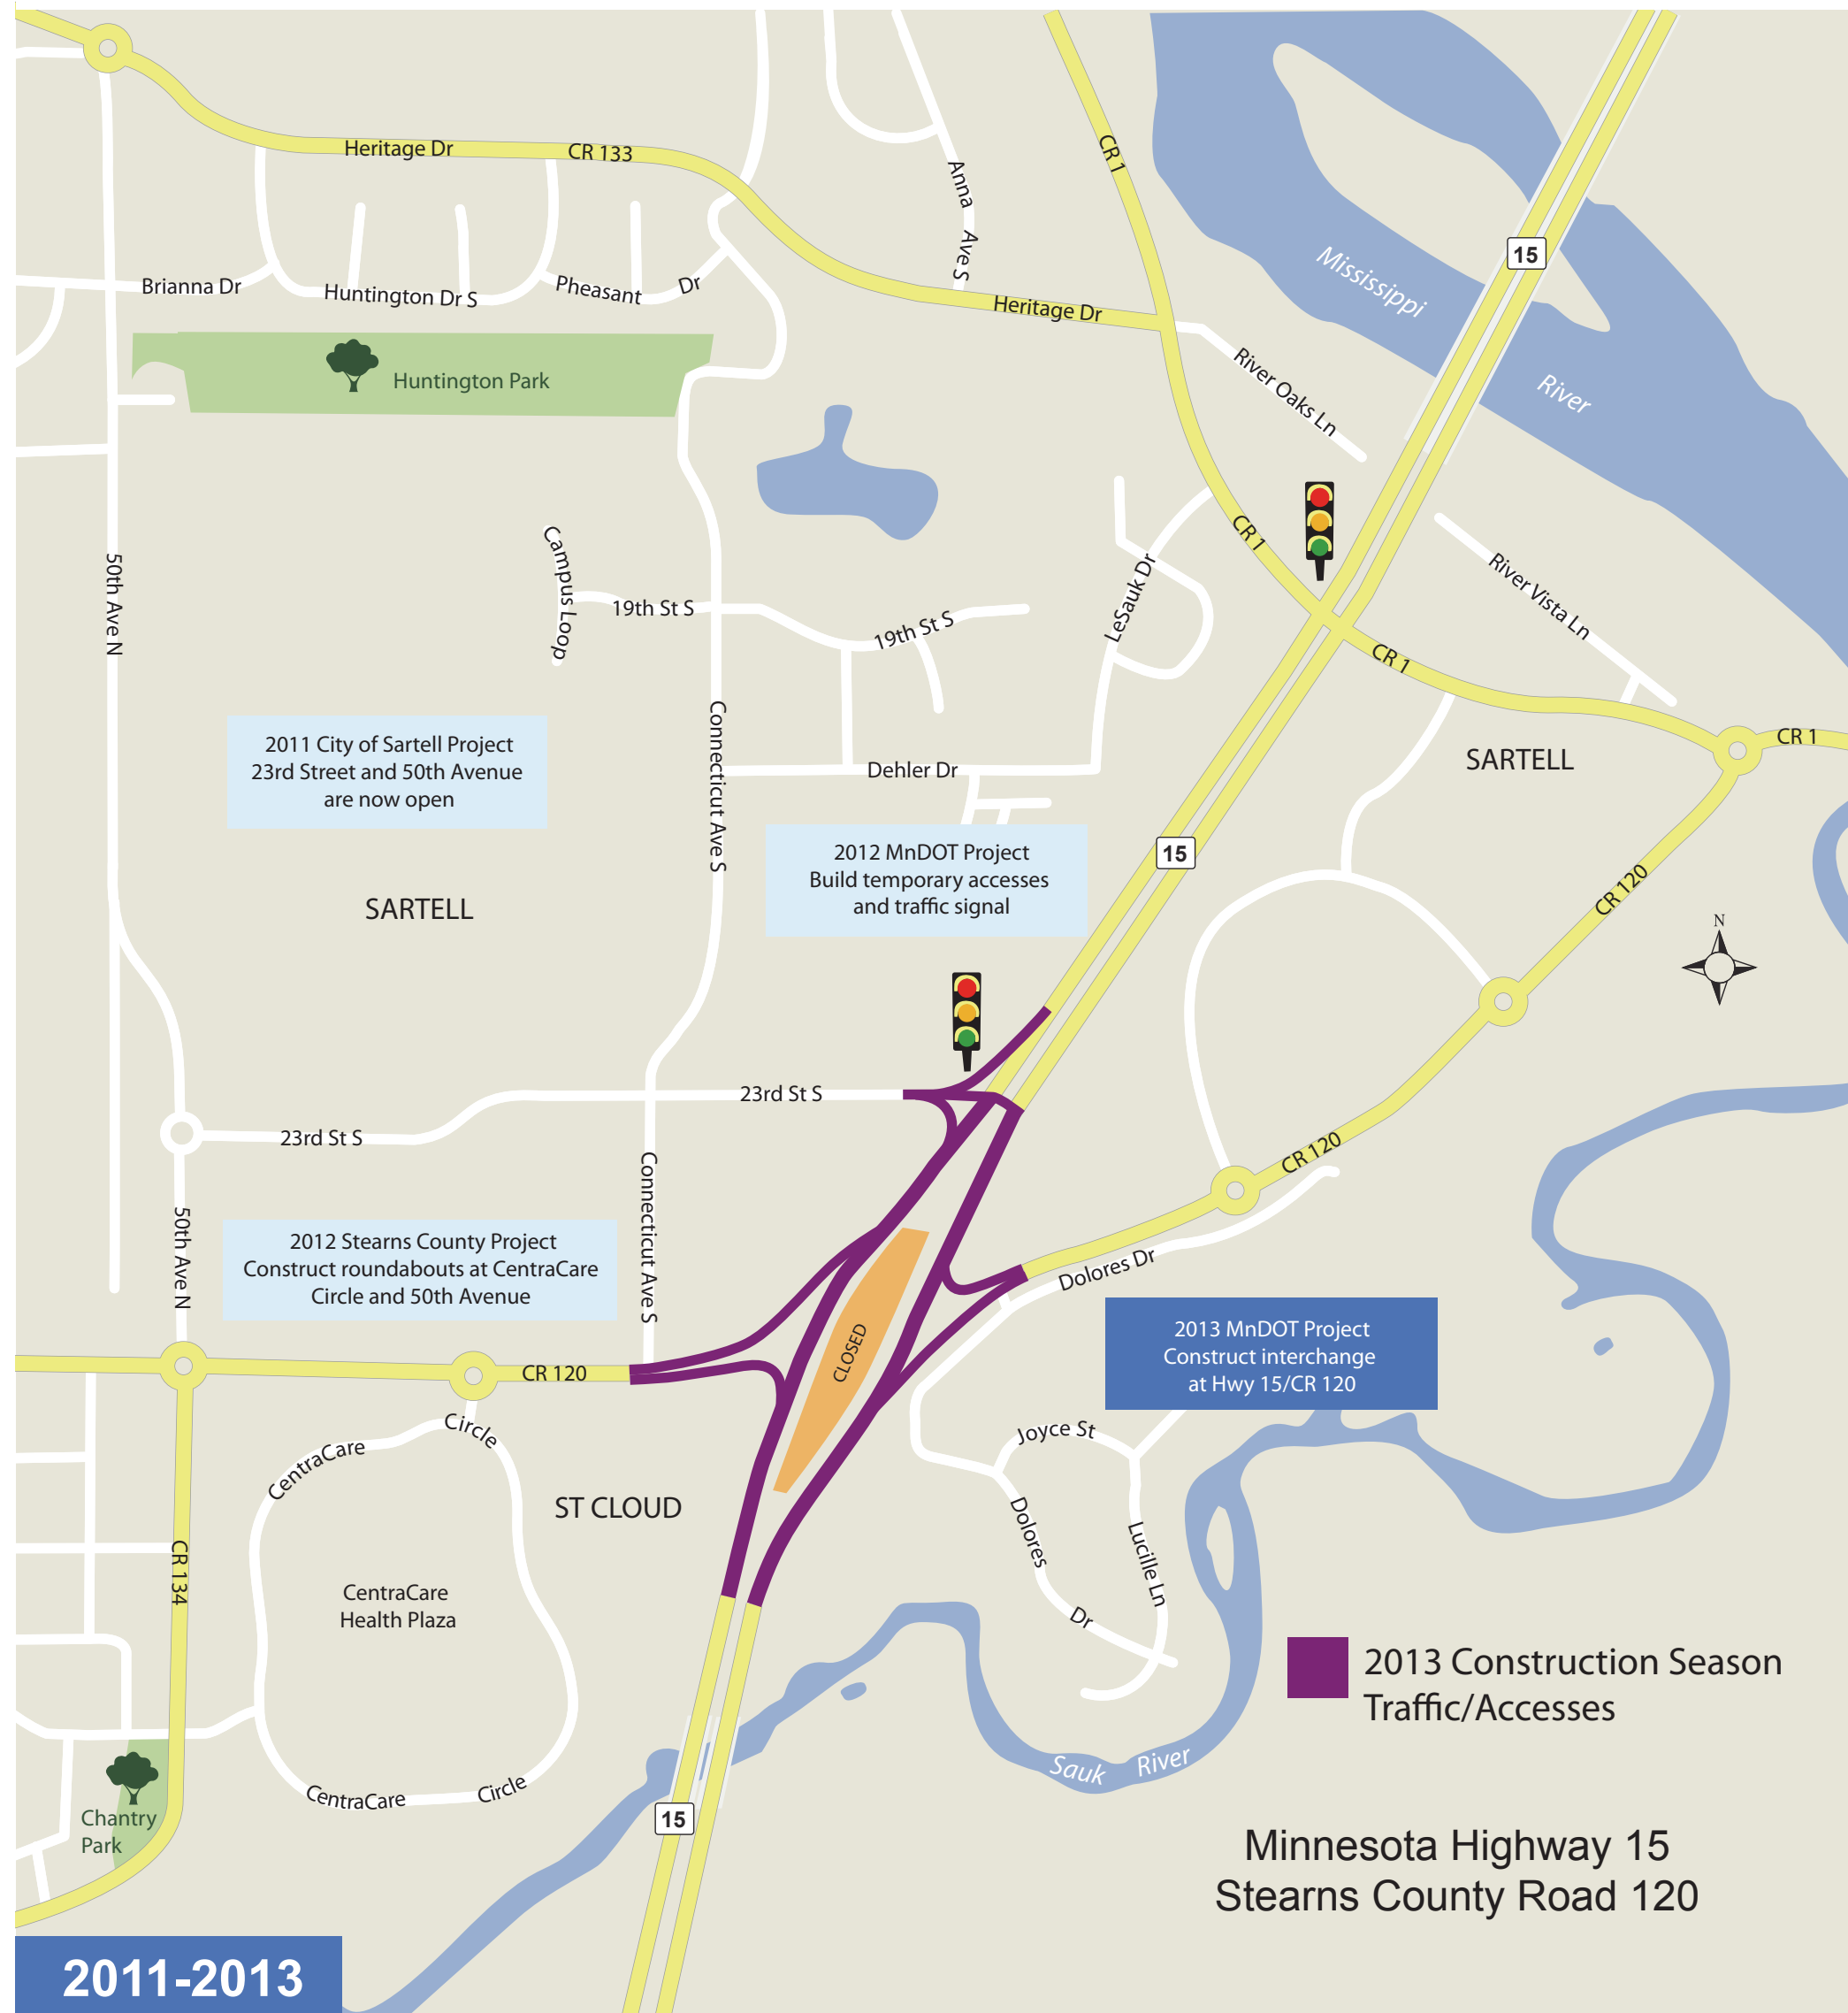 Heritage Dr
CR 133
CR 1
Anna
Ave S
15
Mississippi
River
Brianna Dr
Huntington Dr S
Pheasant
Dr
Heritage Dr
River Oaks Ln
Huntington Park
50th Ave N
Campus Loop
19th St S
19th St S
LeSauk Dr
CR 1
River Vista Ln
CR 1
CR 1
SARTELL
2011 City of Sartell Project
23rd Street and 50th Avenue
are now open
Connecticut Ave S
Dehler Dr
2012 MnDOT Project
Build temporary accesses
and traffic signal
15
CR 120
SARTELL
N
23rd St S
23rd St S
CR 120
50th Ave N
Connecticut Ave S
2012 Stearns County Project
Construct roundabouts at CentraCare
Circle and 50th Avenue
Dolores Dr
CLOSED
2013 MnDOT Project
Construct interchange
at Hwy 15/CR 120
CR 120
Circle
CentraCare
Joyce St
ST CLOUD
Dolores
Dr
Lucille Ln
CR 134
CentraCare
Health Plaza
2013 Construction Season
Traffic/Accesses
Sauk
River
CentraCare
Circle
15
Chantry
Park
Minnesota Highway 15
Stearns County Road 120
2011-2013